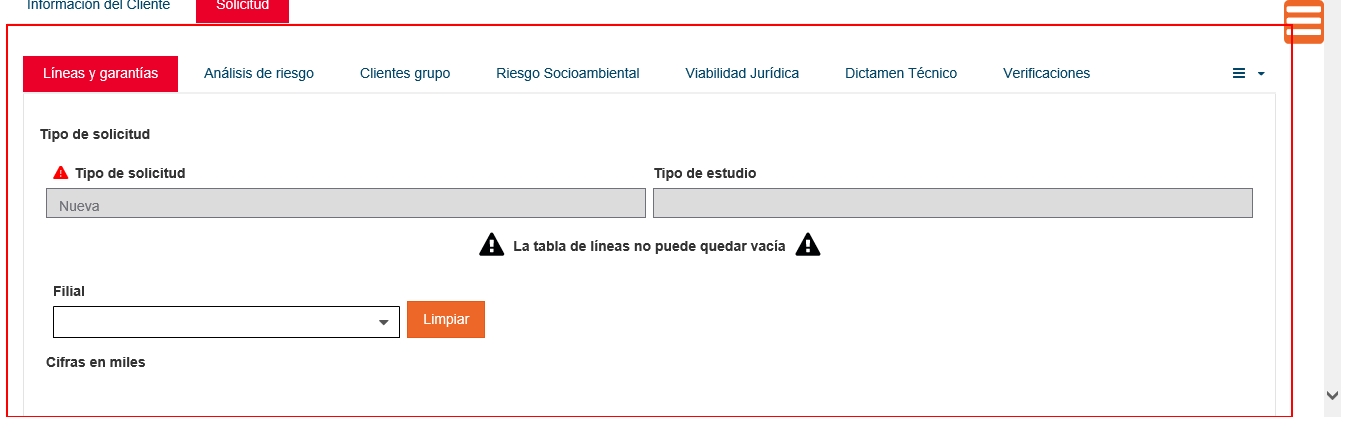 Información del Cliente Solicitud
Líneas y garantías Análisis de riesgo Clientes grupo Riesgo Socioambiental Viabilidad Jurídica Dictamen Técnico Verificaciones
Tipo de solicitud
Tipo de solicitud Tipo de estudio
Nueva
La tabla de líneas no puede quedar vacía
Filial
Limpiar
Cifras en miles